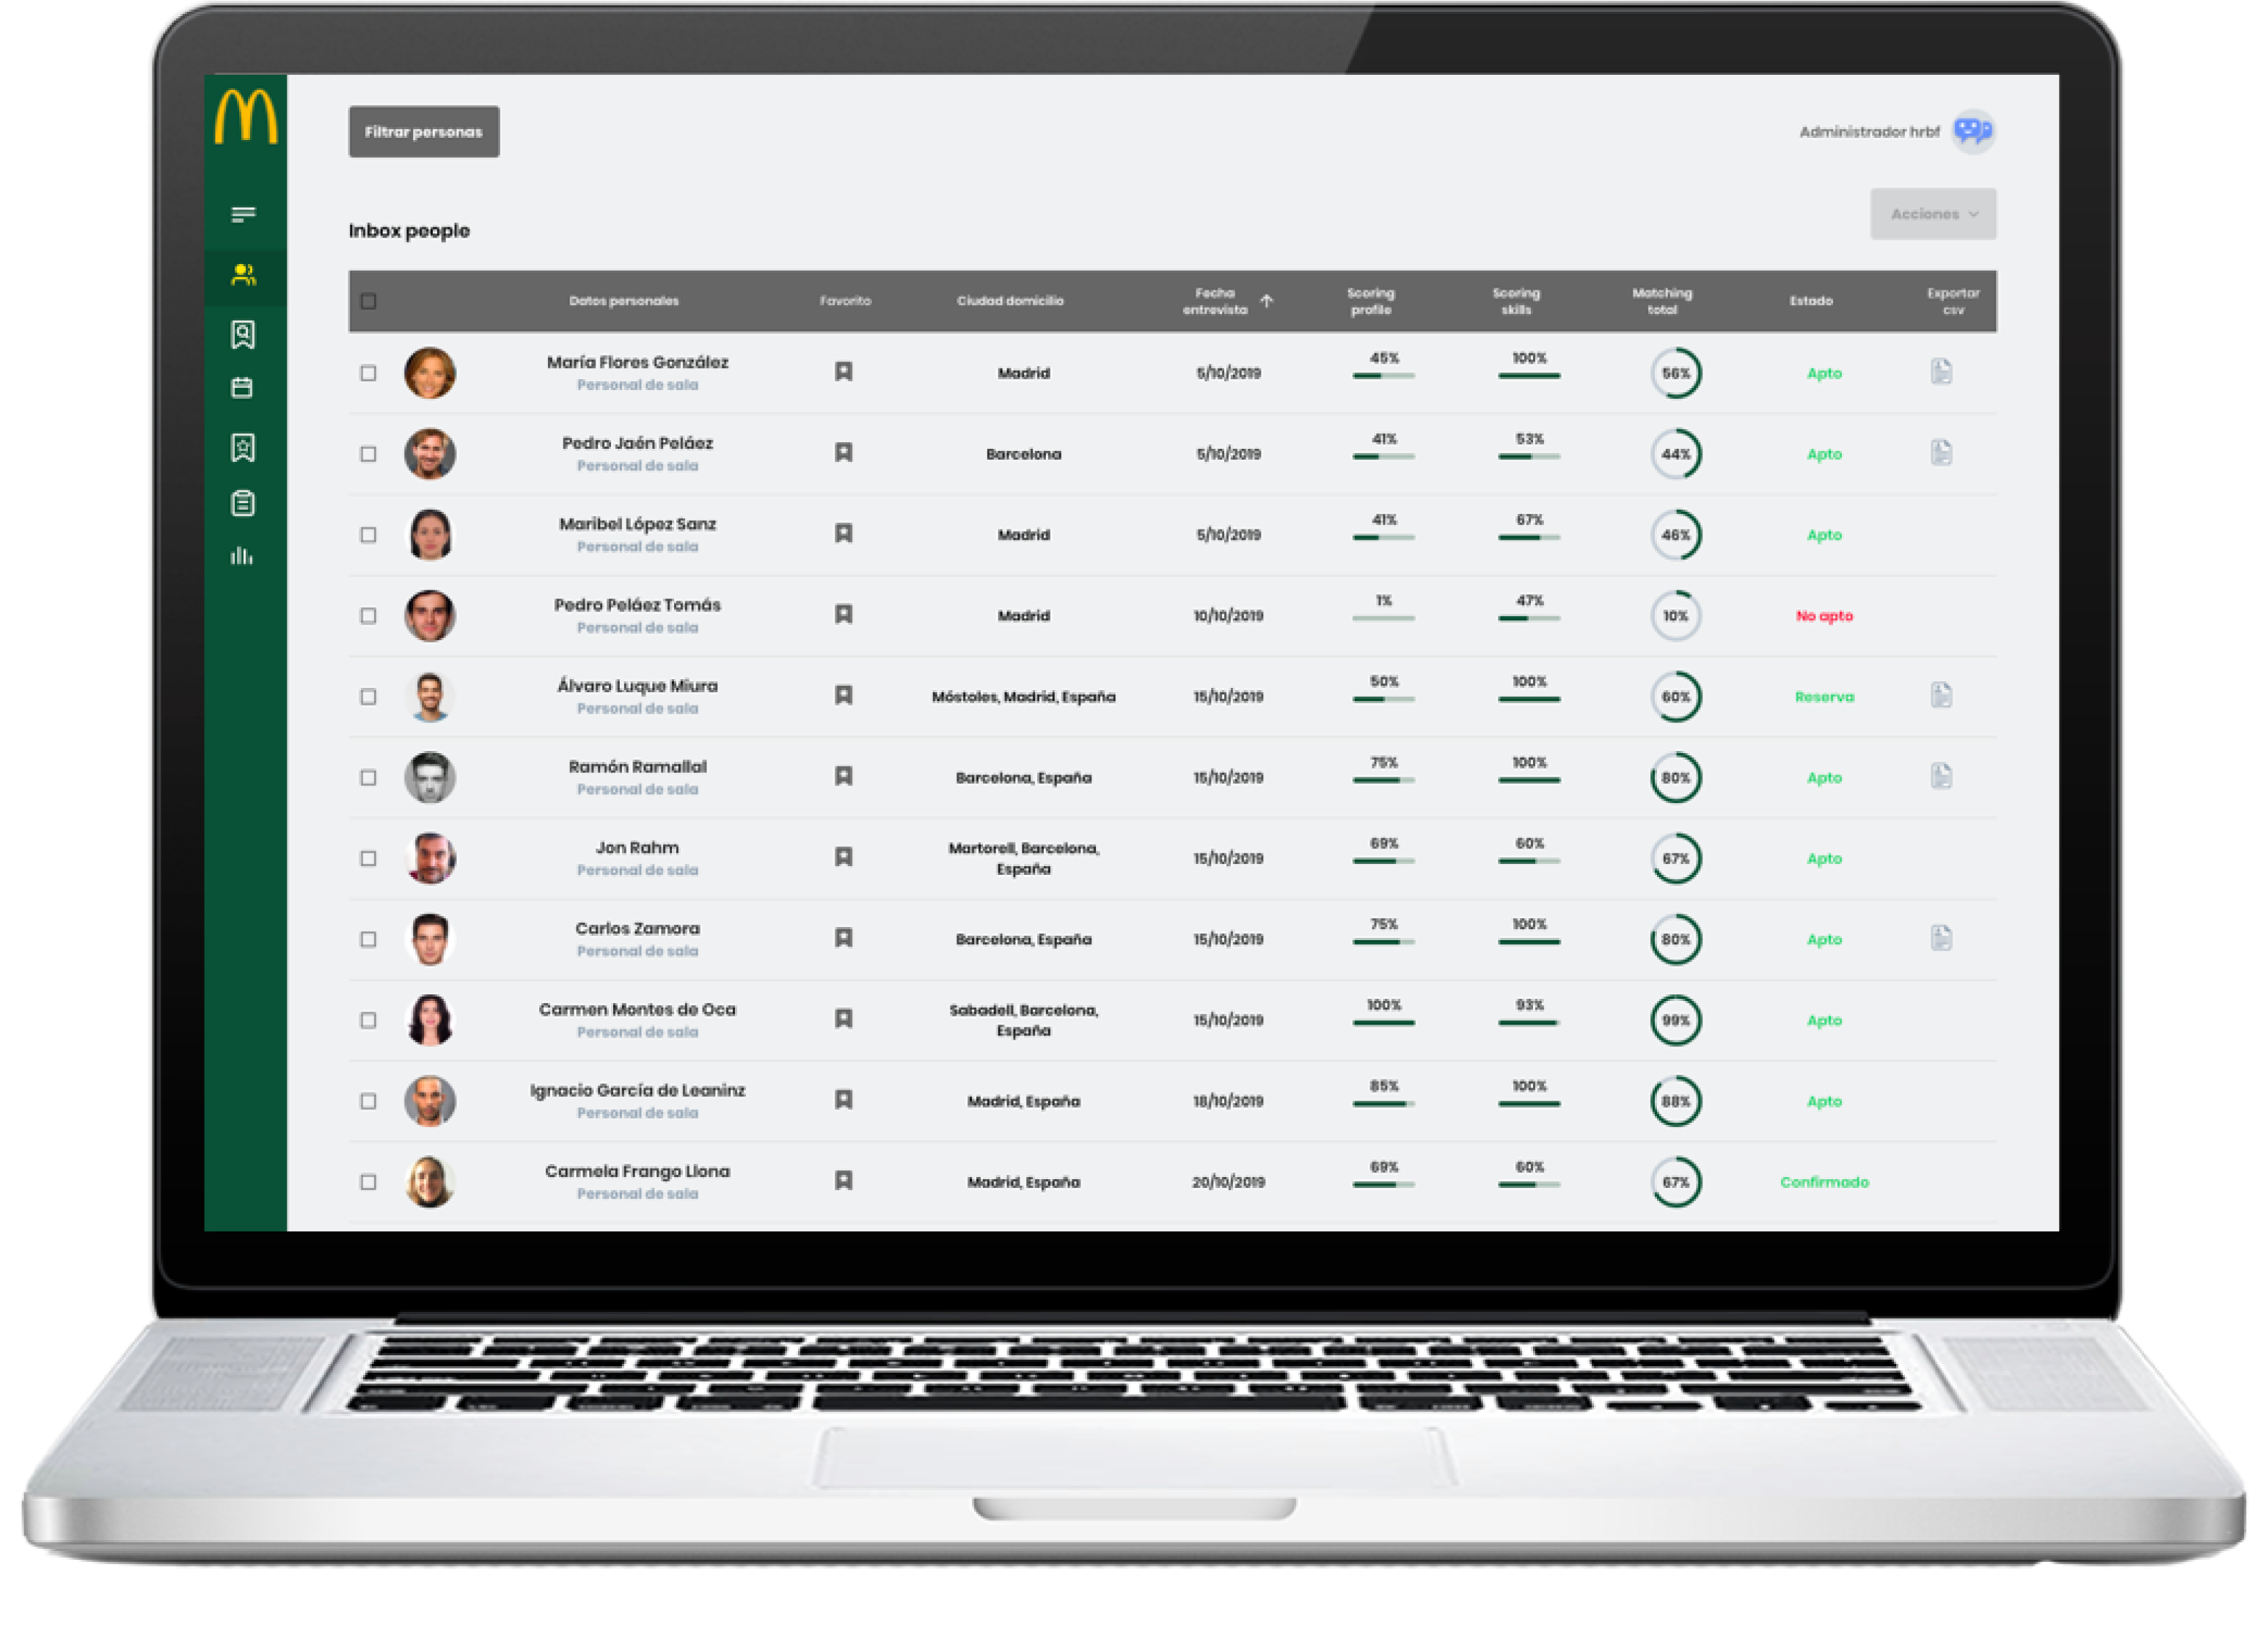 Filtrar personas
Administrador hrbf
Acciones
Inbox people
Datos personales Favorito Ciudad domicilio Fecha entrevista Scoring profile Scoring skills Matching total Estado Exportar csv
María Flores González
Personal de sala
Madrid 5/10/2019 45% 100% 56% Apto
Pedro Jaén Peláez
Personal de sala
Barcelona 5/10/2019 41% 53% 44% Apto
Maribel López Sanz
Personal de sala
Madrid 5/10/2019 41% 67% 46% Apto
Pedro Peláez Tomás
Personal de sala
Madrid 10/10/2019 1% 47% 10% No apto
Álvaro Luque Miura
Personal de sala
Móstoles, Madrid, España 15/10/2019 50% 100% 60% Reserva
Ramón Ramallal
Personal de sala
Barcelona, España 15/10/2019 75% 100% 80% Apto
Jon Rahm
Personal de sala
Martorell, Barcelona, España 15/10/2019 69% 60% 67% Apto
Carlos Zamora
Personal de sala
Barcelona, España 15/10/2019 75% 100% 80% Apto
Carmen Montes de Oca
Personal de sala
Sabadell, Barcelona, España 15/10/2019 100% 93% 99% Apto
Ignacio García de Leaninz
Personal de sala
Madrid, España 18/10/2019 85% 100% 88% Apto
Carmela Frango Llona
Personal de sala
Madrid, España 20/10/2019 69% 60% 67% Confirmado